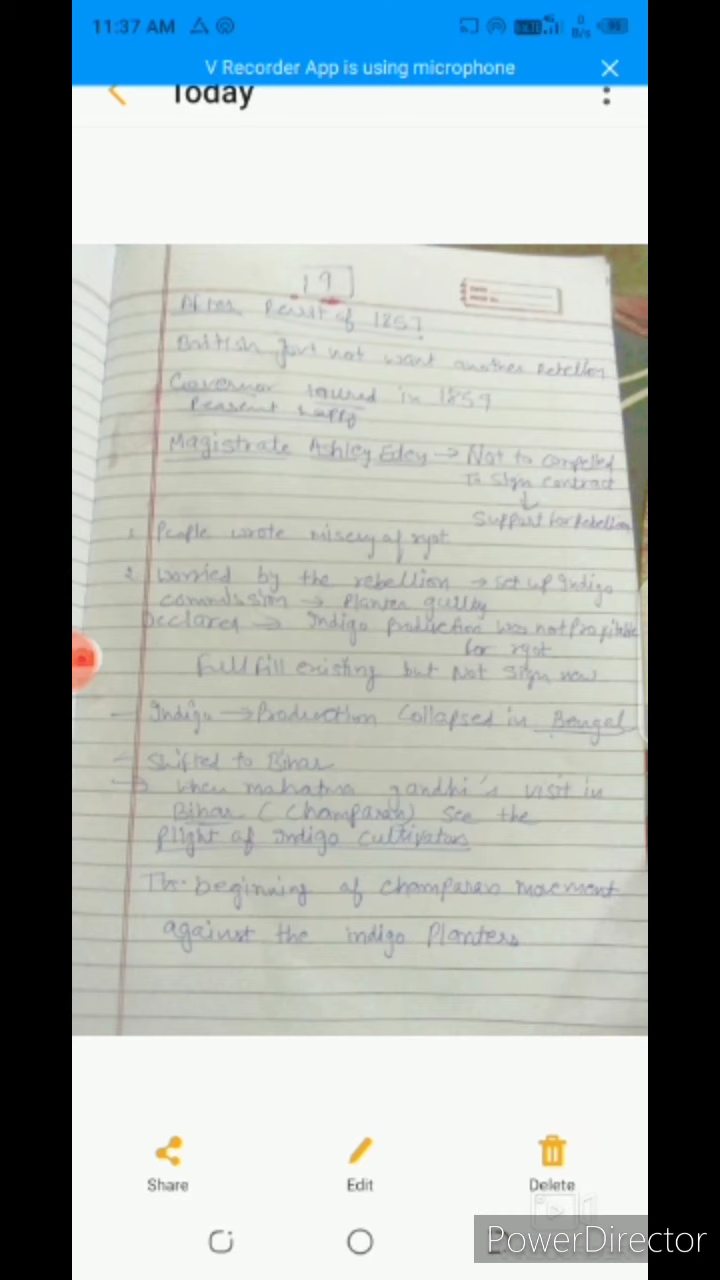 11:37 AM
V Recorder App is using microphone
Today
19
After Revolt of 1857
British Govt not want another Rebellion
Governor toured in 1859
Peasent happy
Magistrate Ashley Edey → Not to compelled
To sign contract
↓
Support for Rebellion
1. People wrote misery of ryot
2. Worried by the rebellion → set up Indigo
commission → Planter guilty
Declared → Indigo Production was not Profitable
for ryot
Full fill existing but Not sign new
- Indigo → Production Collapsed in Bengal
- Shifted to Bihar
→ When mahatma gandhi's visit in
Bihar (Champaran) see the
plight of Indigo Cultivators
The beginning of champaran movement
against the indigo Planters
Share
Edit
Delete
PowerDirector